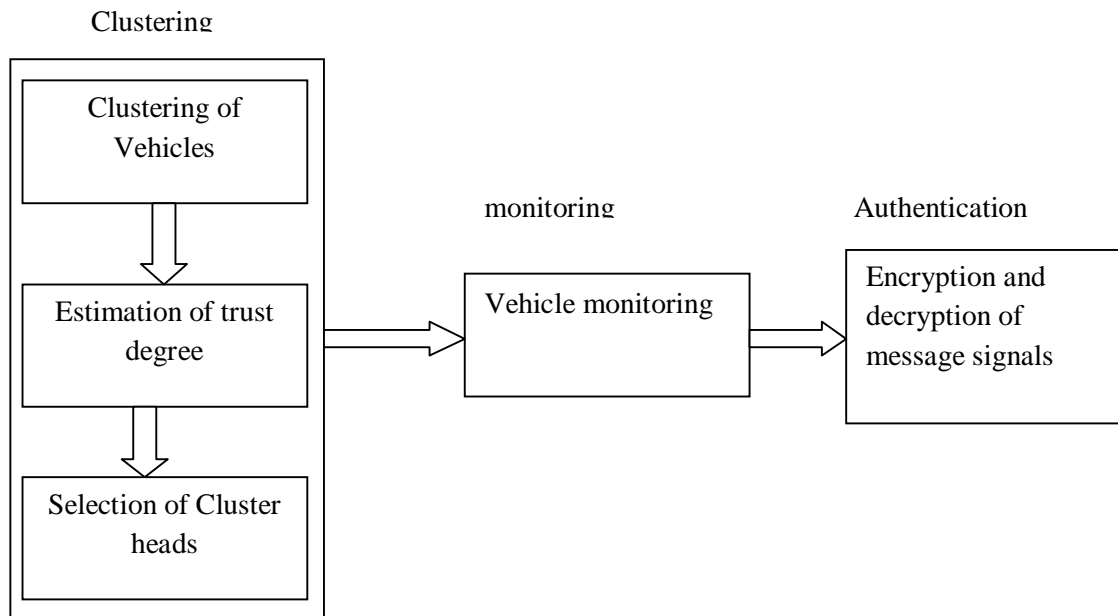 Clustering
Clustering of
Vehicles
Estimation of trust
degree
Selection of Cluster
heads
monitoring
Vehicle monitoring
Authentication
Encryption and
decryption of
message signals